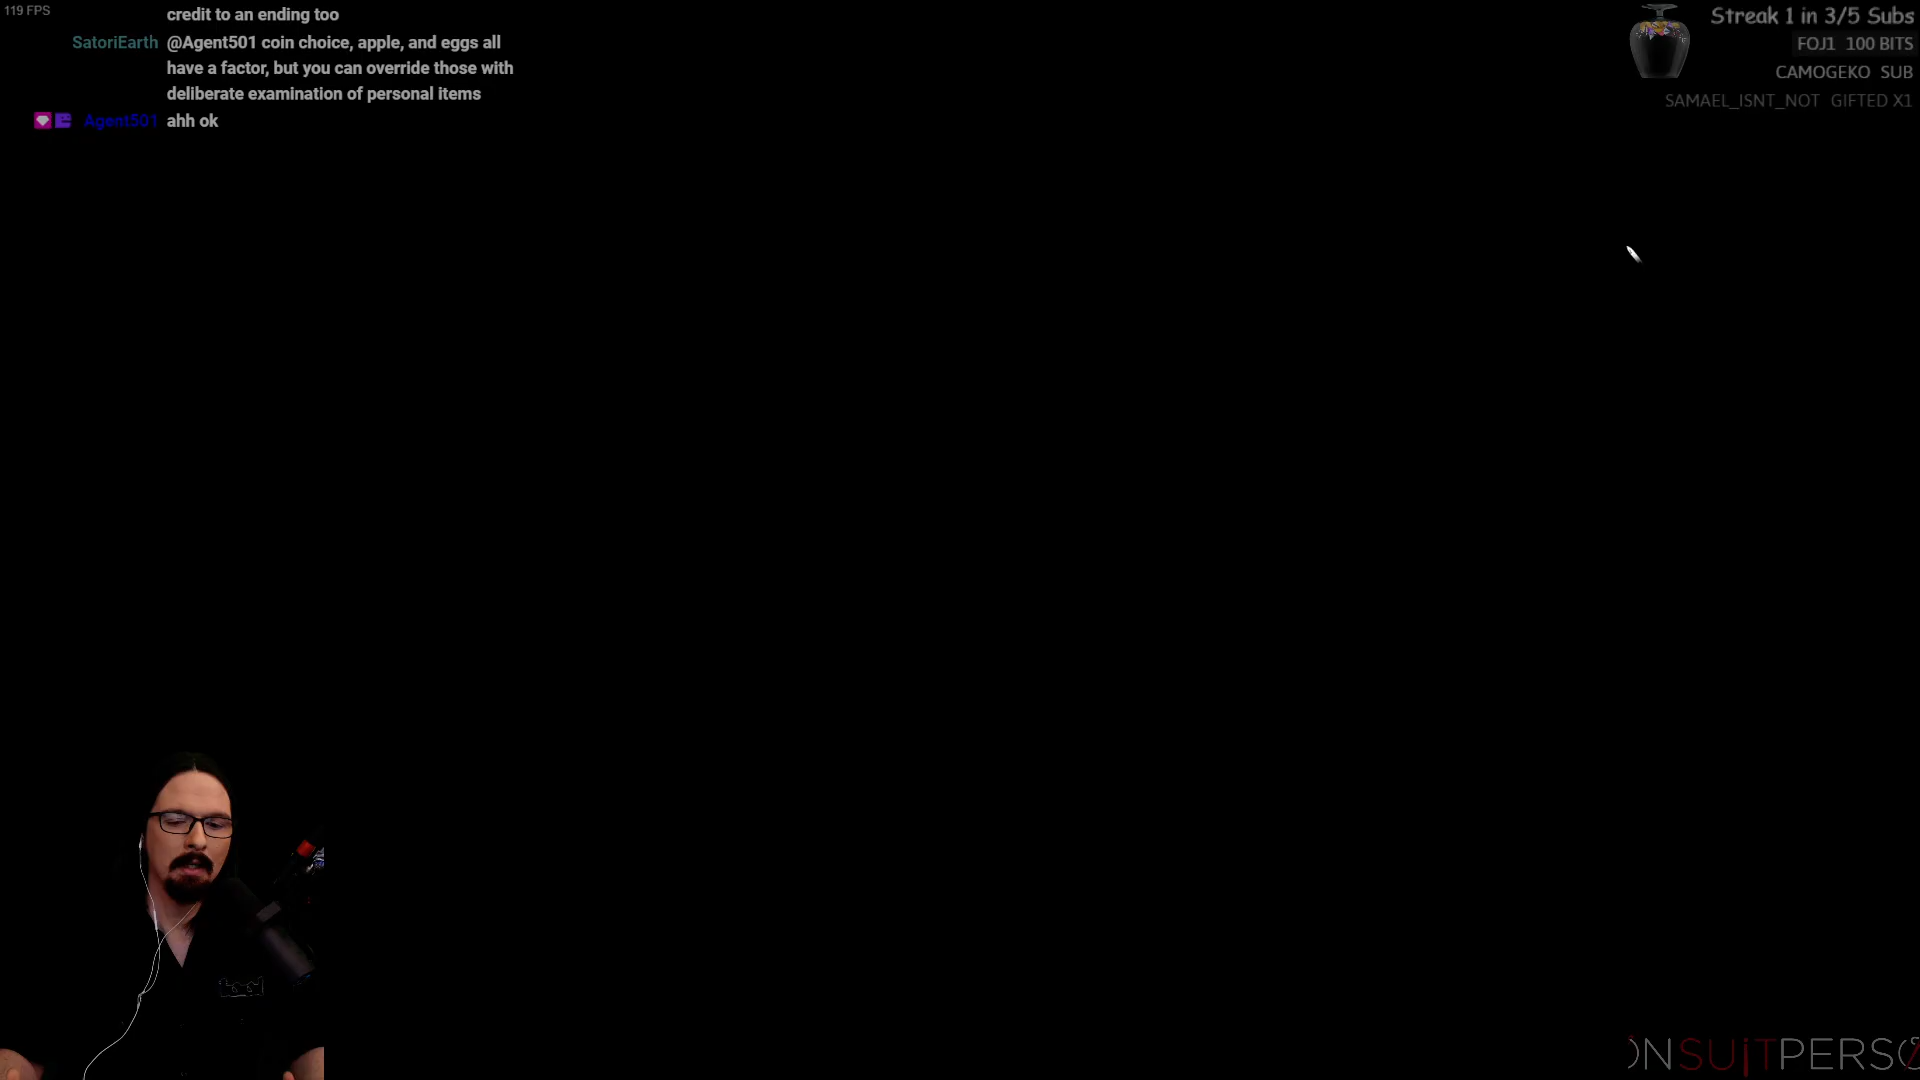 119 FPS
credit to an ending too
SatoriEarth @Agent501 coin choice, apple, and eggs all
have a factor, but you can override those with
deliberate examination of personal items
Agent501 ahh ok
Streak 1 in 3/5 Subs
FOJ1 100 BITS
CAMOGEKO SUB
SAMAEL_ISNT_NOT GIFTED X1
NSUITPERS